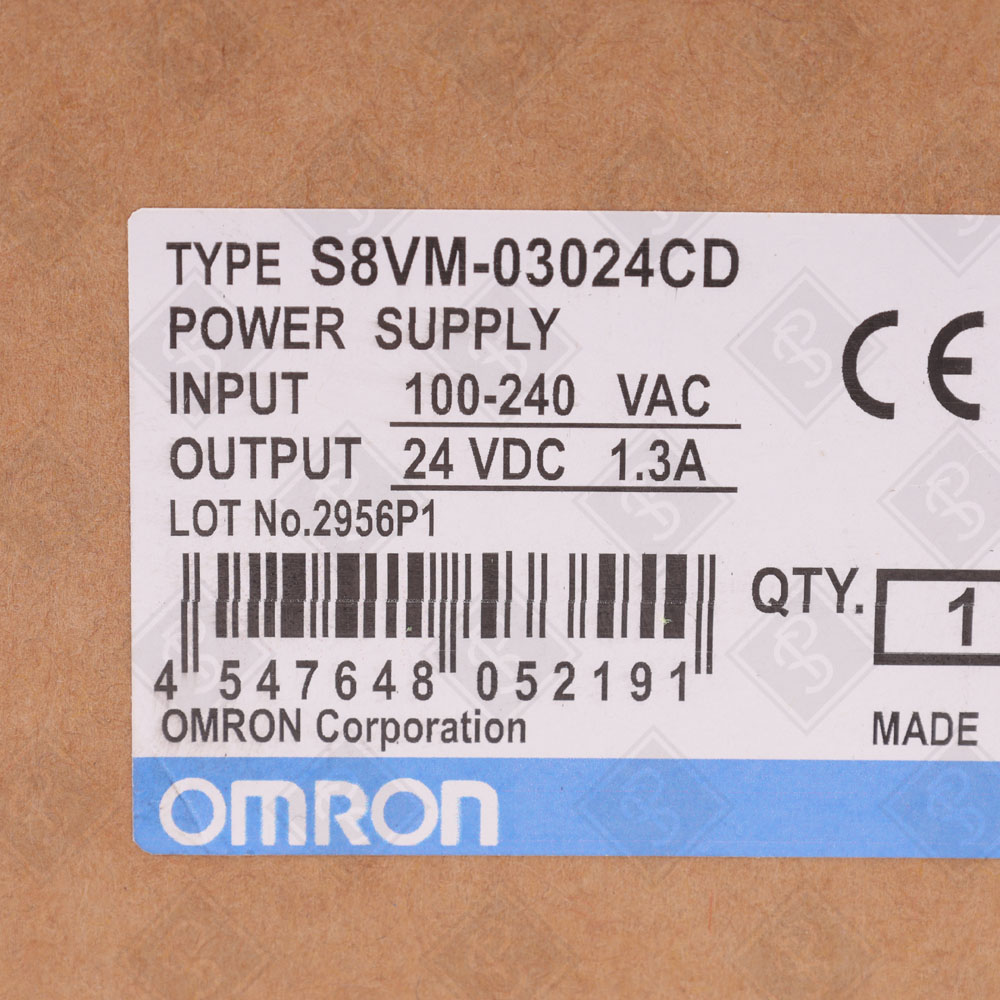 TYPE S8VM-03024CD
POWER SUPPLY
INPUT 100-240 VAC
OUTPUT 24 VDC 1.3A
LOT No.2956P1
CE
QTY. 1
4 547648 052191
OMRON Corporation
MADE
OMRON